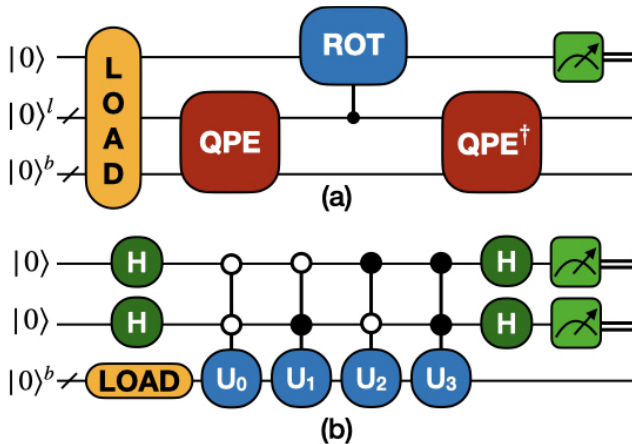 |0⟩ LOAD ROT
|0⟩ˡ QPE QPE†
|0⟩ᵇ
(a)
|0⟩ H H
|0⟩ H H
|0⟩ᵇ LOAD U₀ U₁ U₂ U₃
(b)